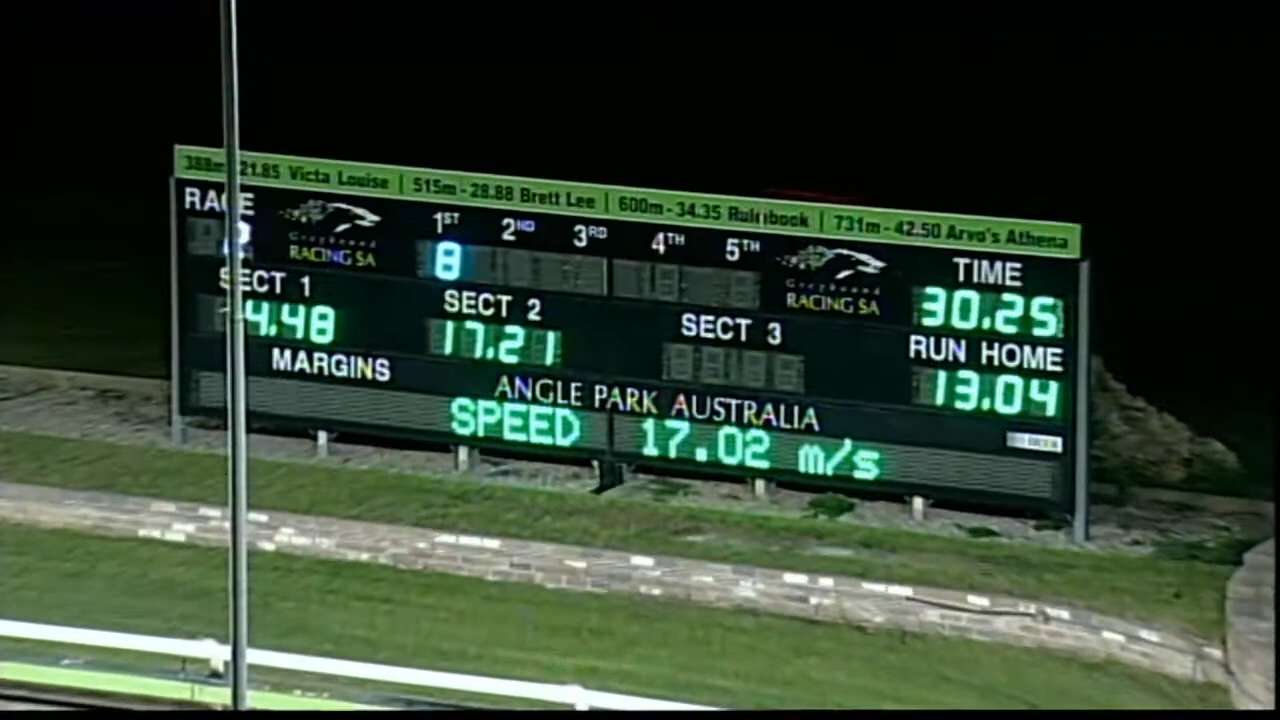 388m - 21.85 Victa Louise | 515m - 28.88 Brett Lee | 600m - 34.35 Rulebook | 731m - 42.50 Arvo's Athena
RACE
Greyhound
RACING SA
1ST 2ND 3RD 4TH 5TH
8
Greyhound
RACING SA
TIME
30.25
SECT 1
4.48
SECT 2
17.21
SECT 3
RUN HOME
13.04
MARGINS
ANGLE PARK AUSTRALIA
SPEED 17.02 m/s